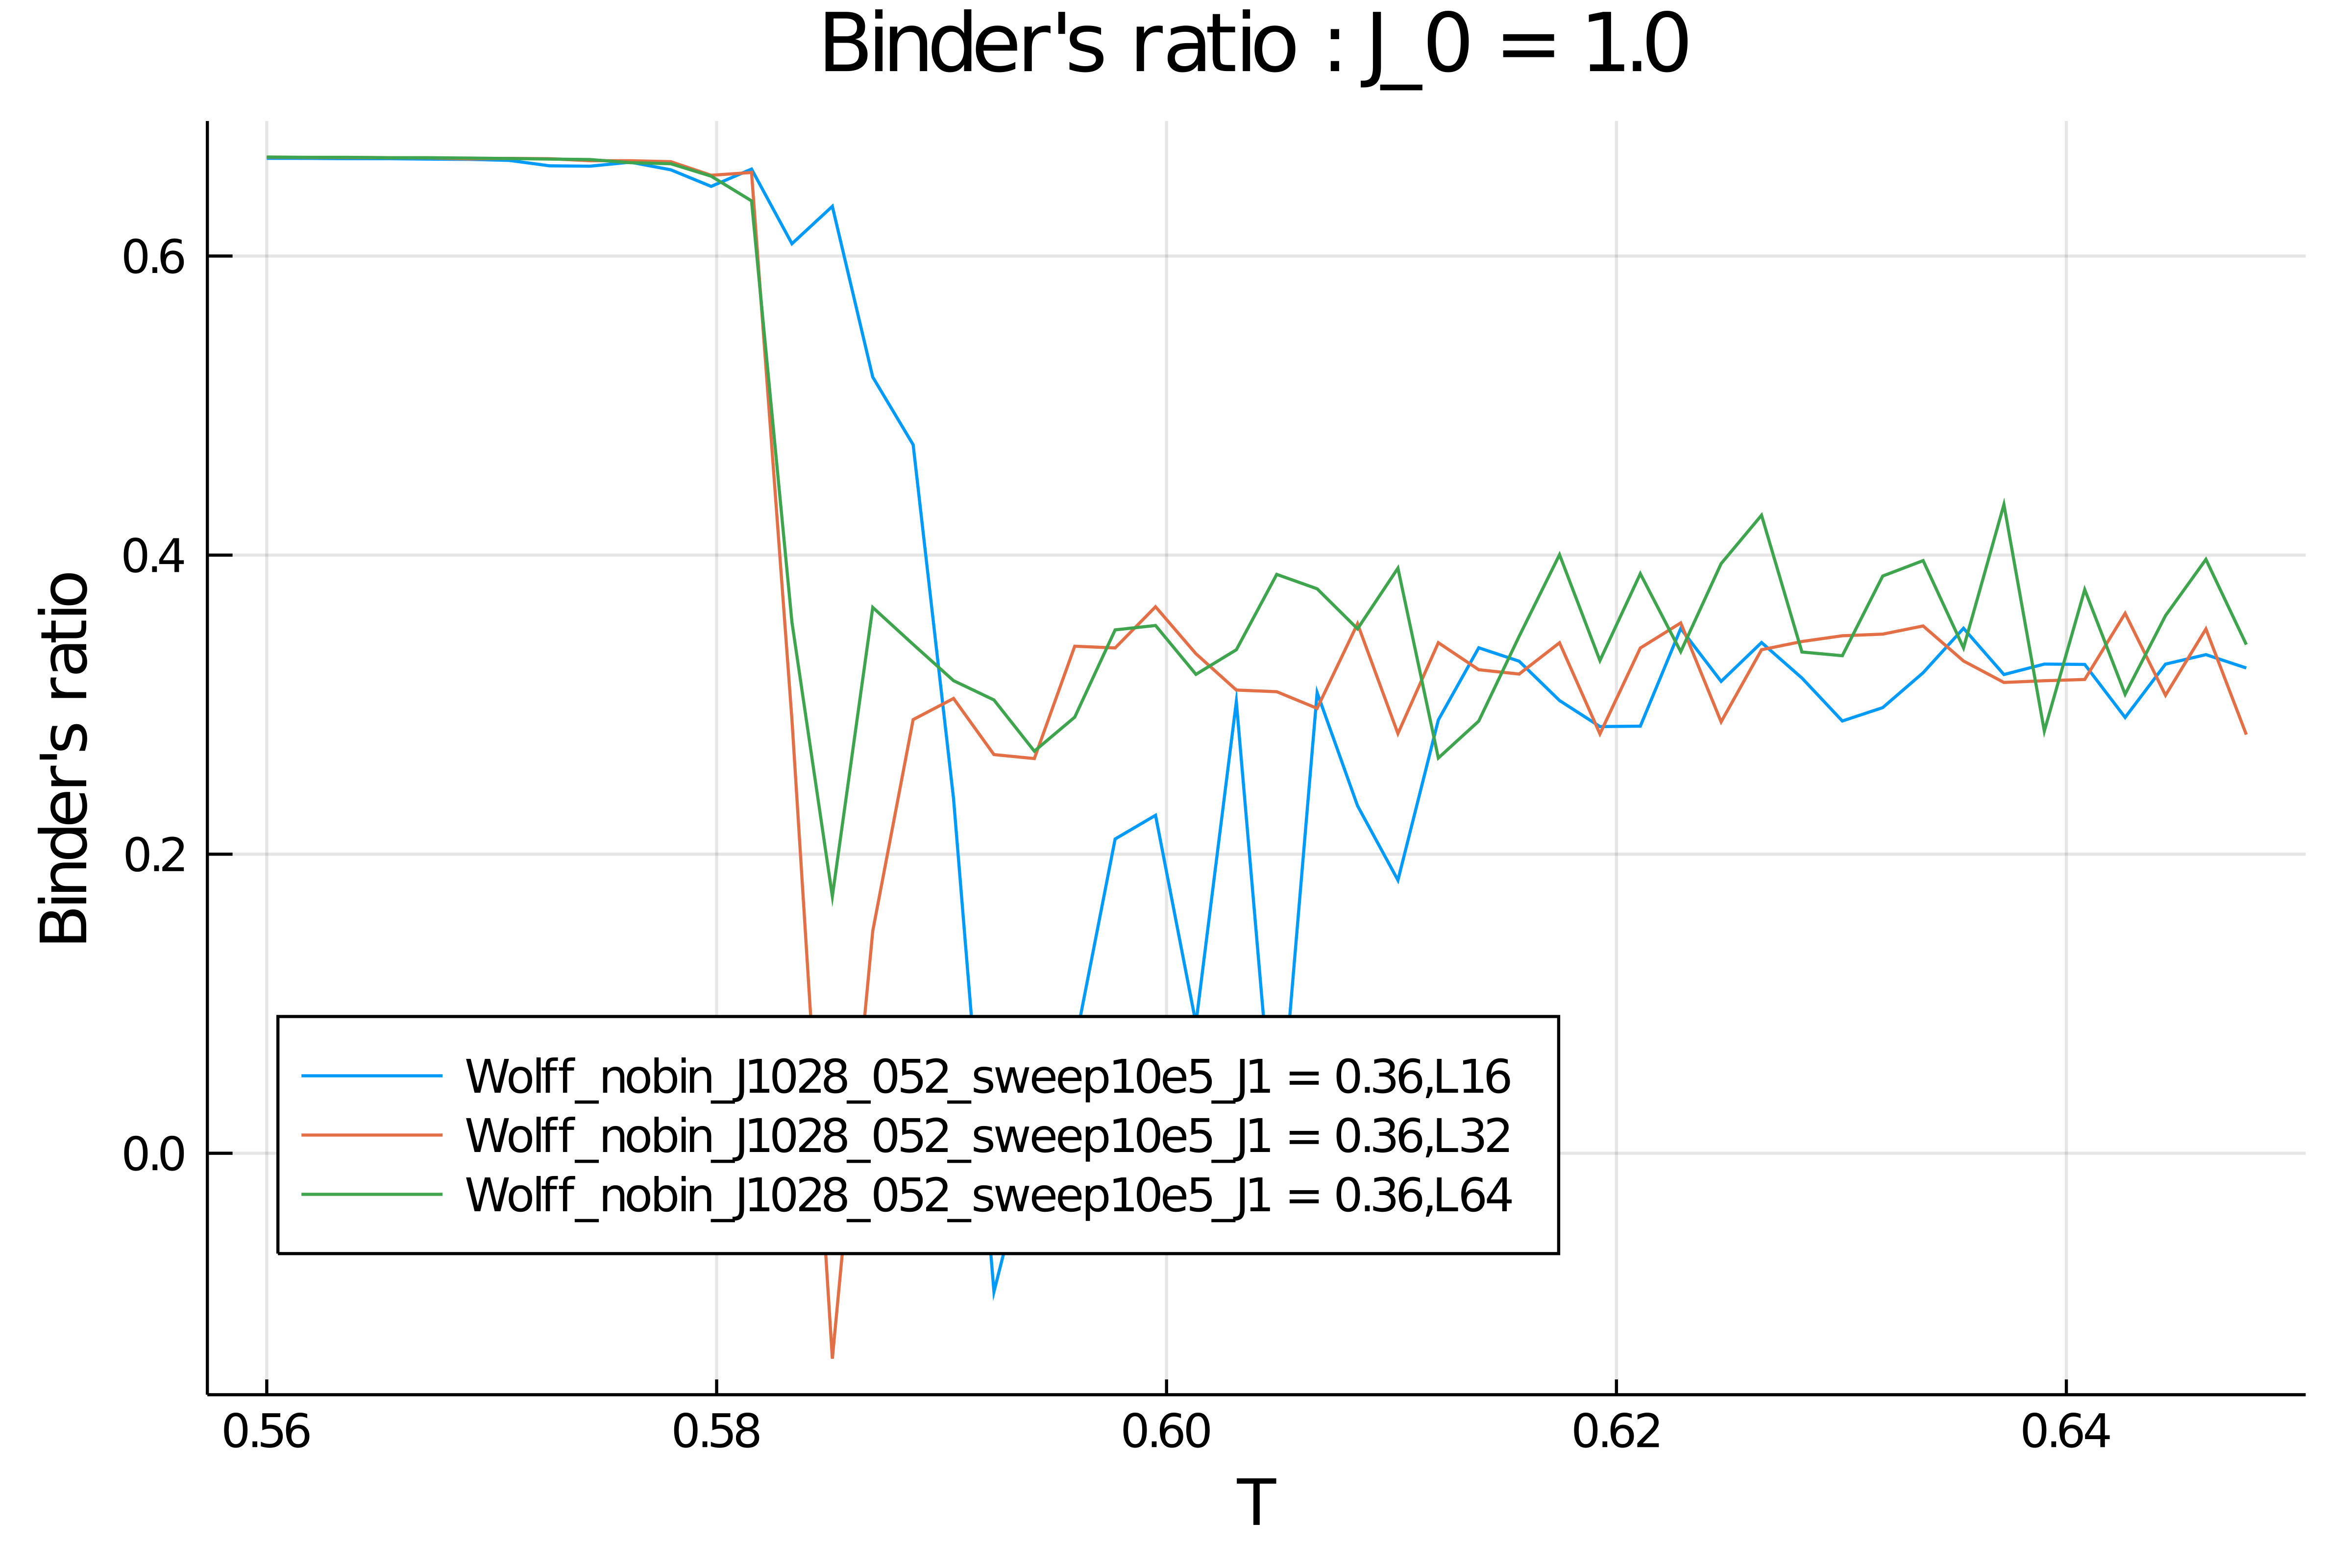 Binder's ratio : J_0 = 1.0
Binder's ratio
0.6
0.4
0.2
0.0
Wolff_nobin_J1028_052_sweep10e5_J1 = 0.36,L16
Wolff_nobin_J1028_052_sweep10e5_J1 = 0.36,L32
Wolff_nobin_J1028_052_sweep10e5_J1 = 0.36,L64
0.56 0.58 0.60 0.62 0.64
T